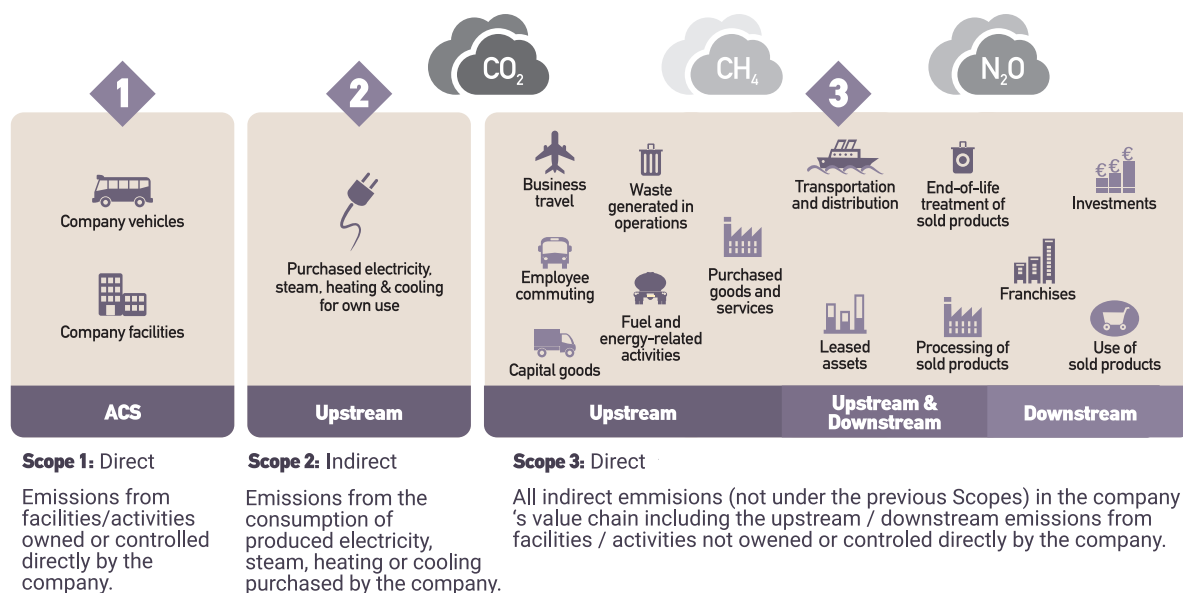 CO₂
CH₄
N₂O
1
2
3
Company vehicles
Company facilities
ACS
Purchased electricity,
steam, heating & cooling
for own use
Upstream
Business
travel
Waste
generated in
operations
Employee
commuting
Fuel and
energy-related
activities
Purchased
goods and
services
Capital goods
Upstream
Transportation
and distribution
End-of-life
treatment of
sold products
Leased
assets
Processing of
sold products
Upstream &
Downstream
€ € €
Investments
Franchises
Use of
sold products
Downstream
Scope 1: Direct
Emissions from
facilities/activities
owned or controlled
directly by the
company.
Scope 2: Indirect
Emissions from the
consumption of
produced electricity,
steam, heating or cooling
purchased by the company.
Scope 3: Direct
All indirect emmisions (not under the previous Scopes) in the company
‘s value chain including the upstream / downstream emissions from
facilities / activities not owened or controled directly by the company.